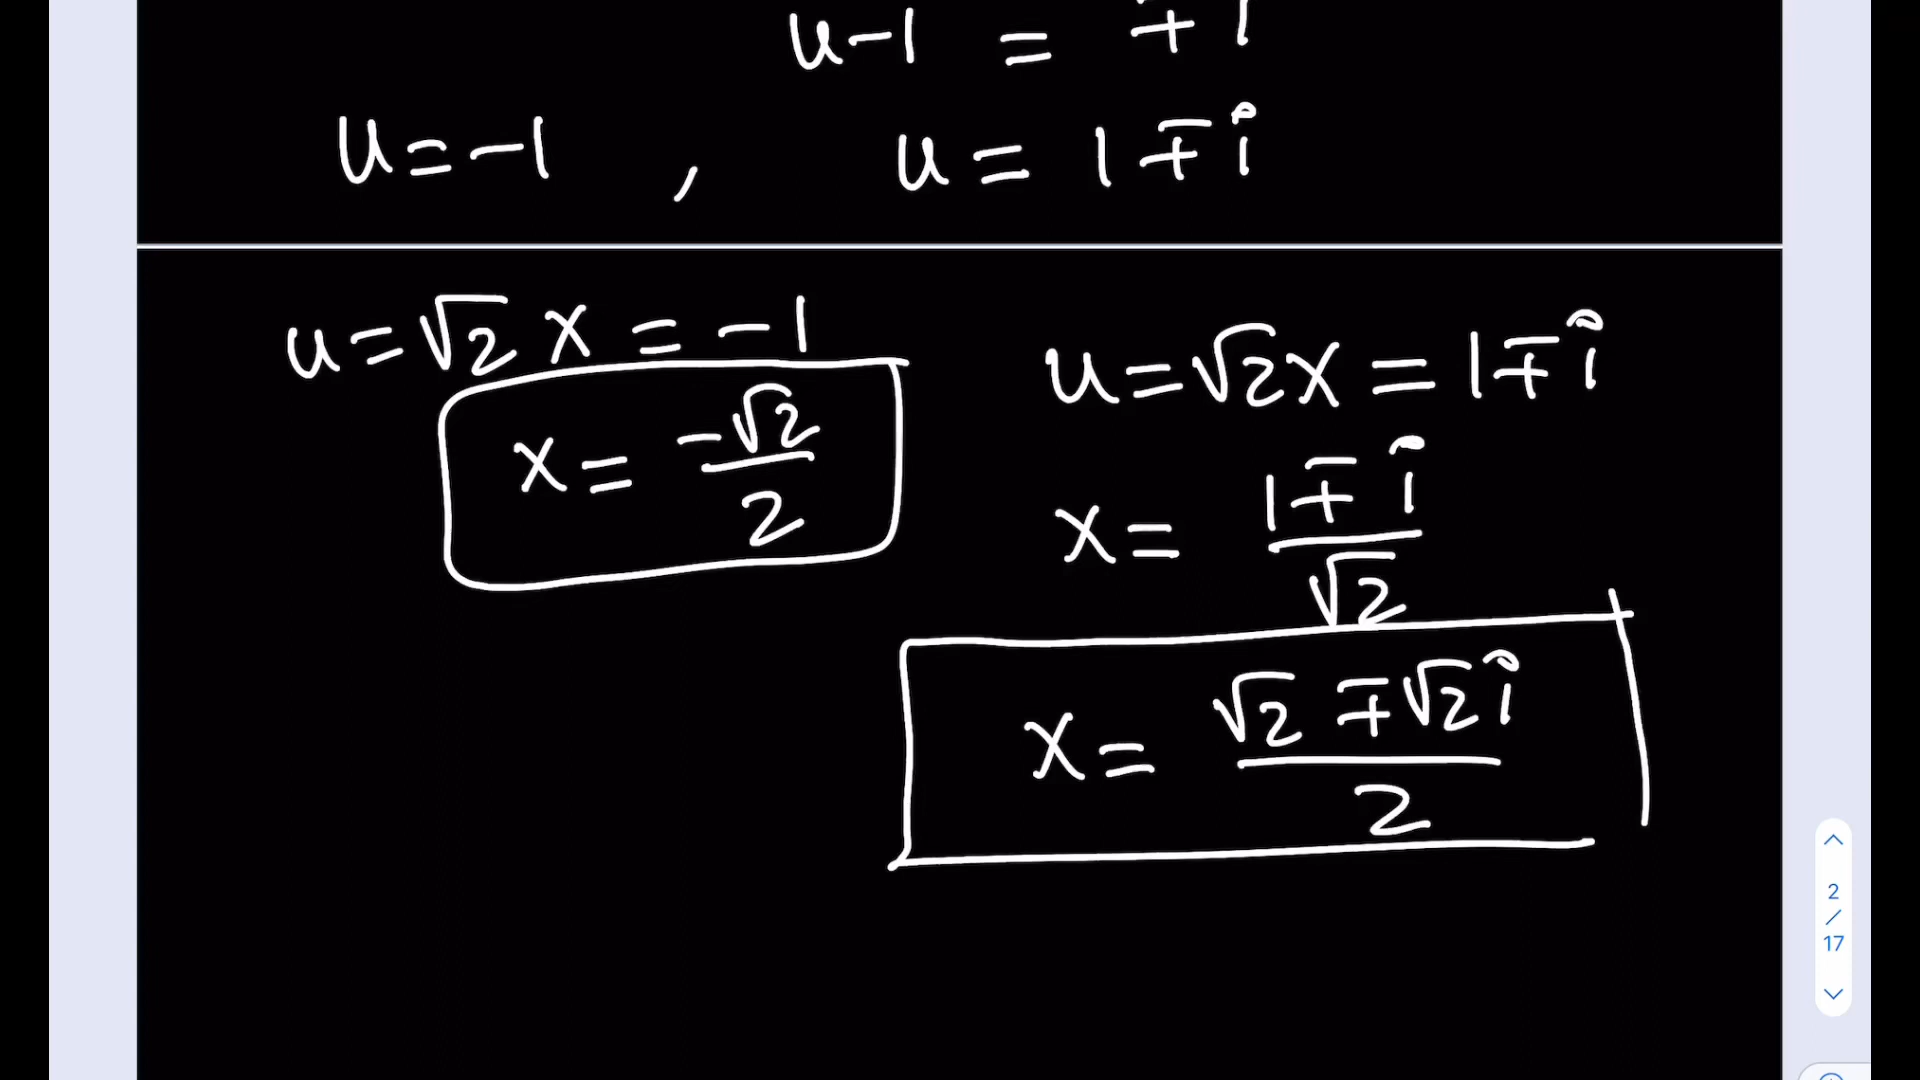 u-1 = ∓ i
u=-1 , u= 1∓i
u=√2 x = -1
x= -√2/2
u=√2x = 1∓i
x= 1∓i/√2
x= √2 ∓√2i/2
2
/
17